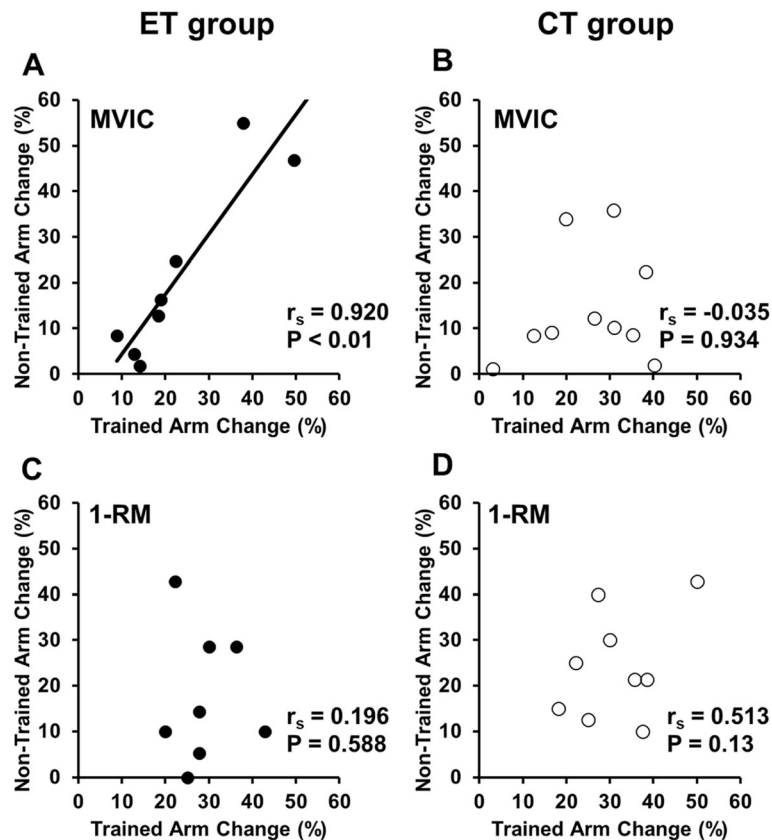 ET group
CT group
A
MVIC
Non-Trained Arm Change (%)
60
50
40
30
20
10
0
r_s = 0.920
P < 0.01
0 10 20 30 40 50 60
Trained Arm Change (%)
B
MVIC
Non-Trained Arm Change (%)
60
50
40
30
20
10
0
r_s = -0.035
P = 0.934
0 10 20 30 40 50 60
Trained Arm Change (%)
C
1-RM
Non-Trained Arm Change (%)
60
50
40
30
20
10
0
r_s = 0.196
P = 0.588
0 10 20 30 40 50 60
Trained Arm Change (%)
D
1-RM
Non-Trained Arm Change (%)
60
50
40
30
20
10
0
r_s = 0.513
P = 0.13
0 10 20 30 40 50 60
Trained Arm Change (%)